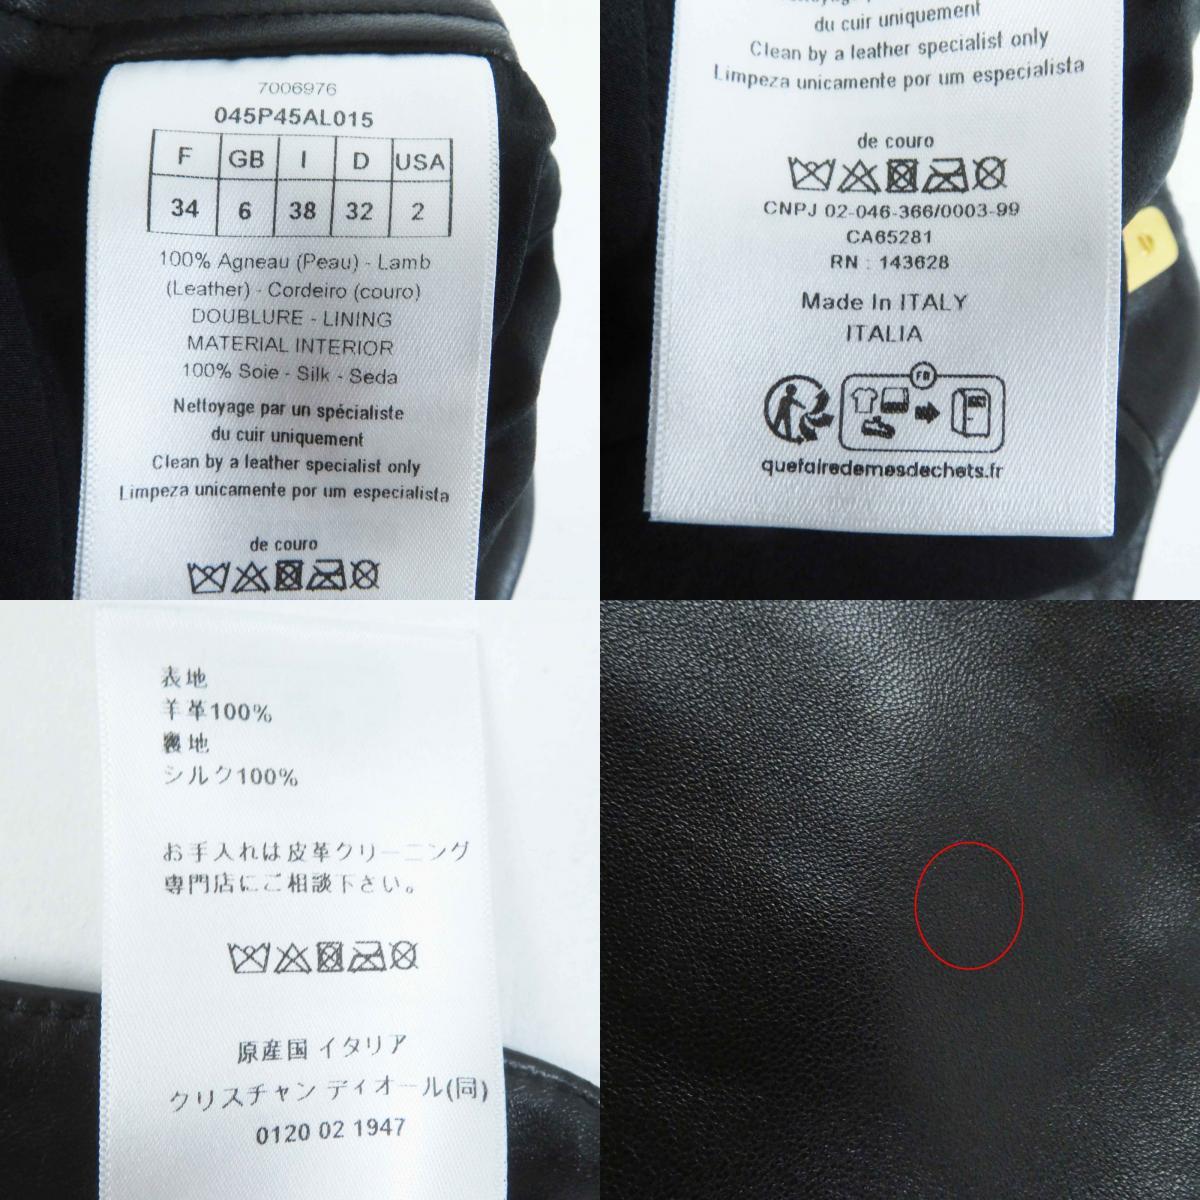 7006976
045P45AL015
F GB I D USA
34 6 38 32 2
100% Agneau (Peau) - Lamb
(Leather) - Cordeiro (couro)
DOUBLURE - LINING
MATERIAL INTERIOR
100% Soie - Silk - Seda
Nettoyage par un spécialiste
du cuir uniquement
Clean by a leather specialist only
Limpeza unicamente por um especialista
de couro
du cuir uniquement
Clean by a leather specialist only
Limpeza unicamente por um especialista
de couro
CNPJ 02-046-366/0003-99
CA65281
RN : 143628
Made In ITALY
ITALIA
FR
quefairedemesdechets.fr
表地
羊革100%
裏地
シルク100%
お手入れは皮革クリーニング
専門店にご相談下さい。
原産国 イタリア
クリスチャン ディオール(同)
0120 02 1947